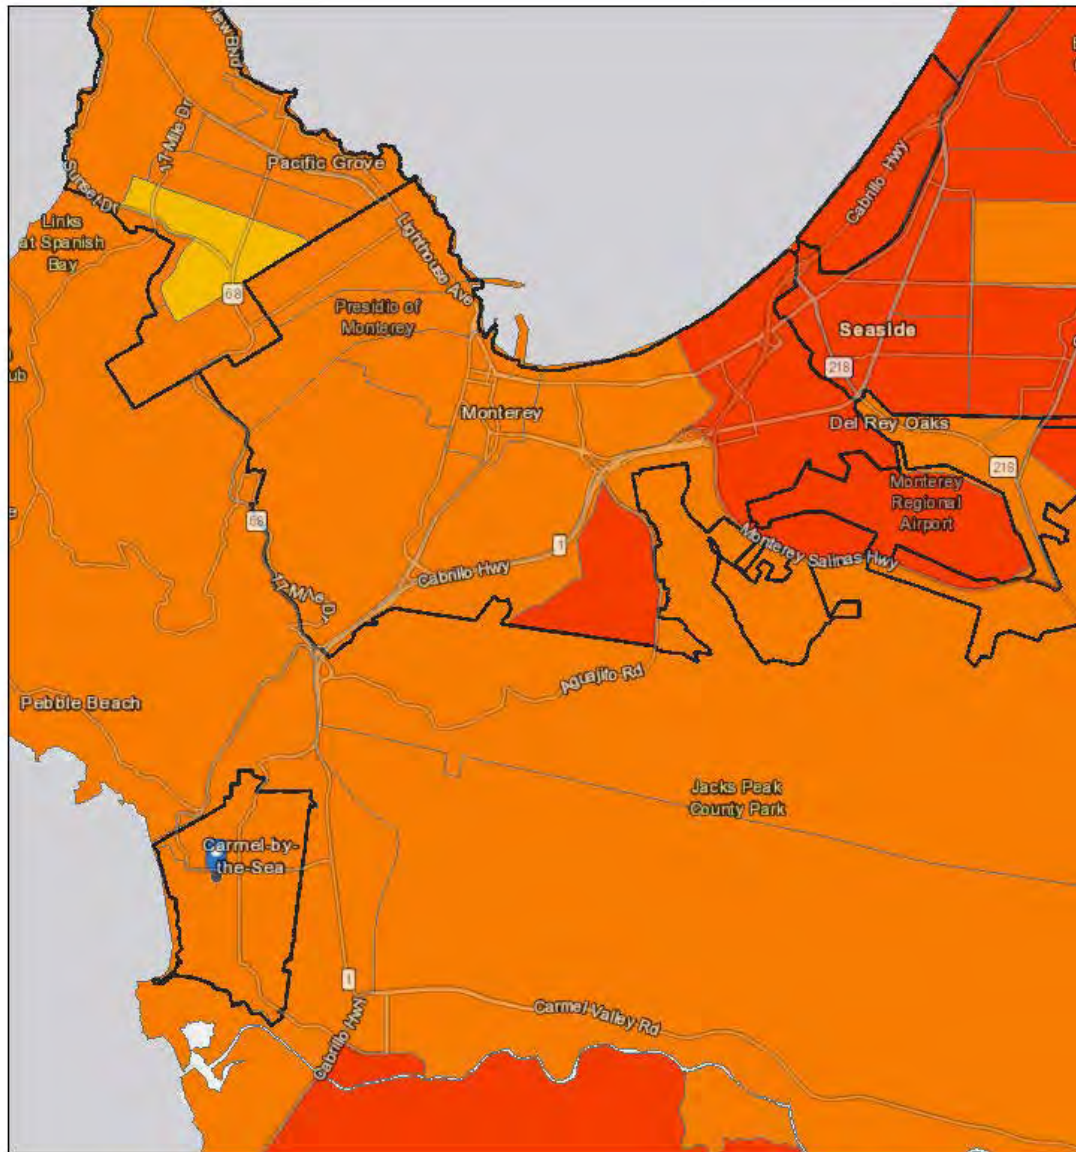 View Blvd
17 Mile Dr
Pacific Grove
Sunset Dr
Links
at Spanish
Bay
Cabrillo Hwy
Lighthouse Ave
68
Presidio of
Monterey
Seaside
218
Monterey
Del Rey Oaks
218
Monterey
Regional
Airport
68
1
Monterey Salinas Hwy
Cabrillo Hwy
17 Mile Dr
Aguajito Rd
Pebble Beach
Jacks Peak
County Park
Carmel-by-
the-Sea
1
Carmel Valley Rd
Cabrillo Hwy